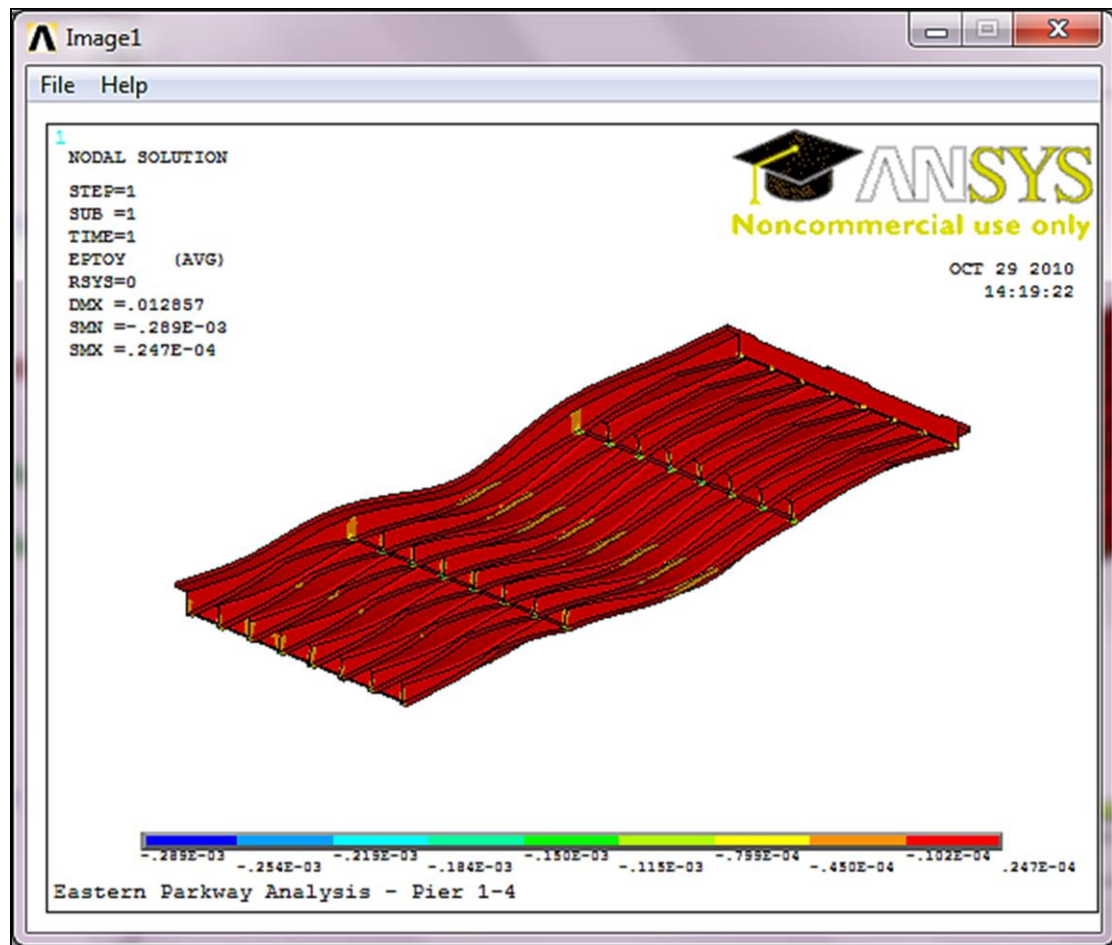 Image1
File Help
1
NODAL SOLUTION
STEP=1
SUB =1
TIME=1
EPTOY (AVG)
RSYS=0
DMX =.012857
SMN =-.289E-03
SMX =.247E-04
ANSYS
Noncommercial use only
OCT 29 2010
14:19:22
-.289E-03 -.219E-03 -.150E-03 -.799E-04 -.102E-04
-.254E-03 -.184E-03 -.115E-03 -.450E-04 .247E-04
Eastern Parkway Analysis - Pier 1-4